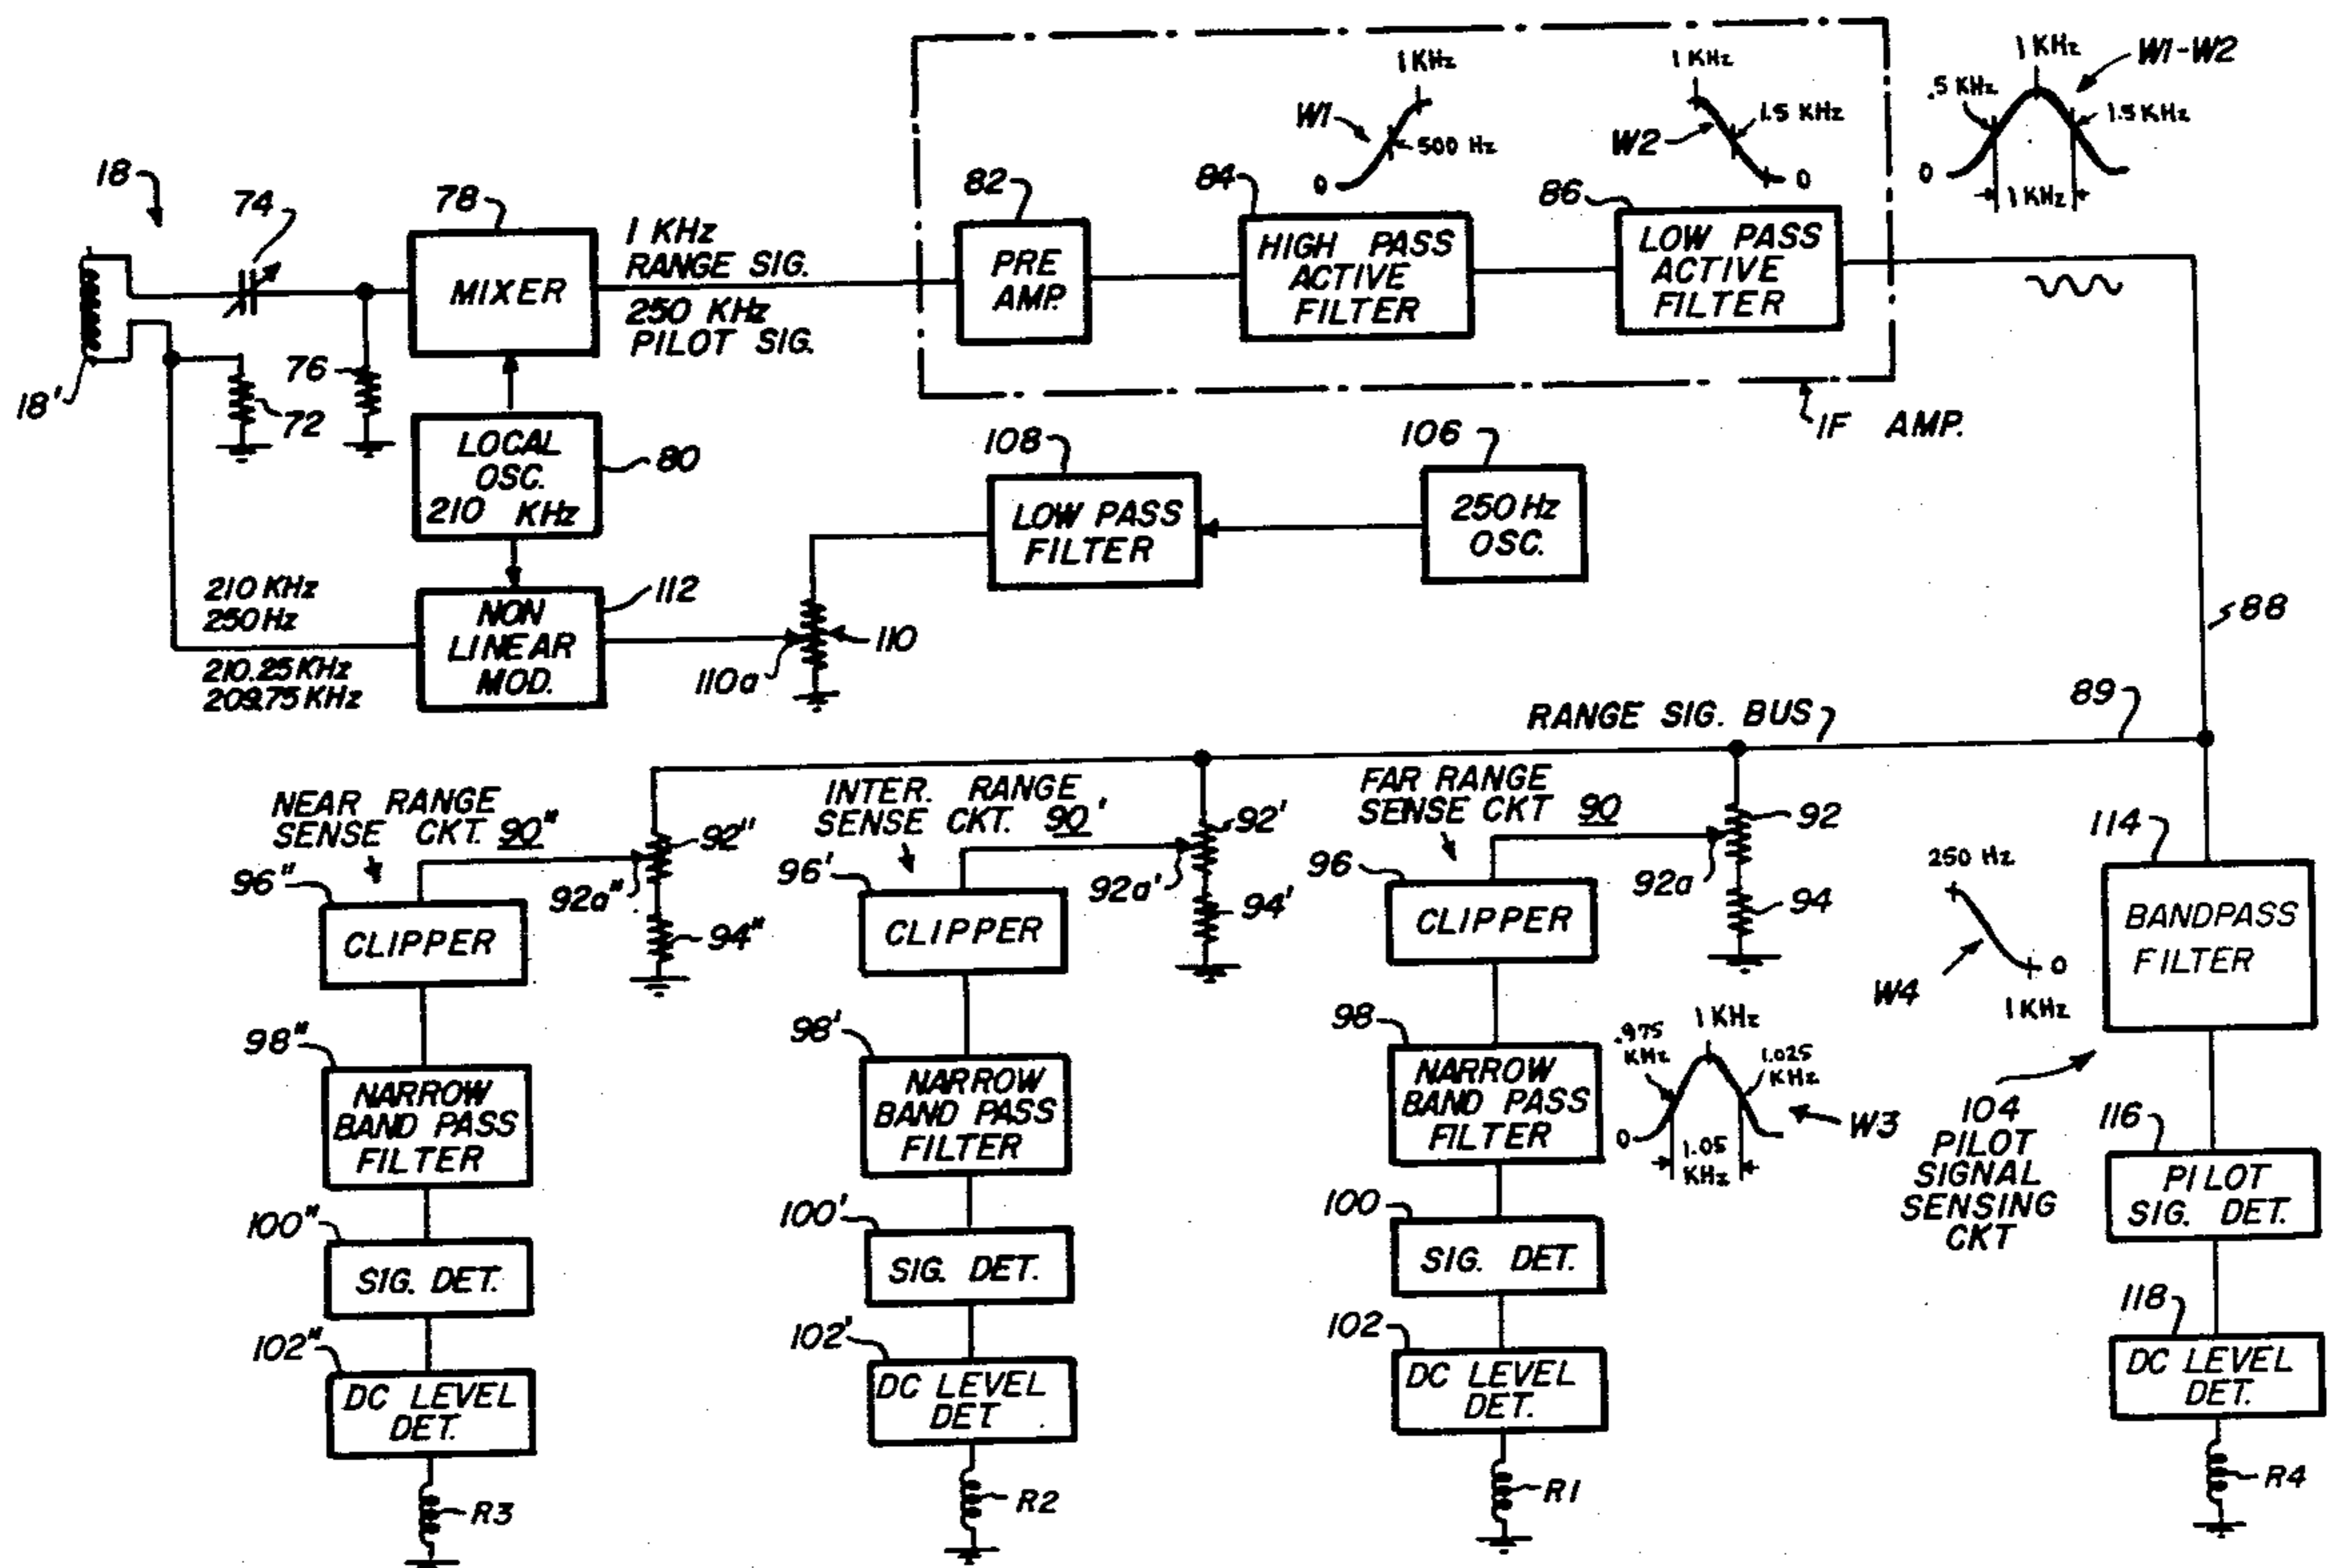 18
74
78
MIXER
1 KHz
RANGE SIG.
250 KHz
PILOT SIG.
18'
72
76
LOCAL
OSC.
210 KHz
80
82
PRE
AMP.
84
HIGH PASS
ACTIVE
FILTER
86
LOW PASS
ACTIVE
FILTER
W1
1 KHz
500 Hz
0
W2
1 KHz
1.5 KHz
0
IF AMP.
W1-W2
1 KHz
.5 KHz
1.5 KHz
0
1 KHz
108
LOW PASS
FILTER
106
250 Hz
OSC.
210 KHz
250 Hz
210.25 KHz
209.75 KHz
NON
LINEAR
MOD.
112
110a
110
88
RANGE SIG. BUS
89
NEAR RANGE
SENSE CKT. 90"
96"
CLIPPER
92"
92a"
94"
98"
NARROW
BAND PASS
FILTER
100"
SIG. DET.
102"
DC LEVEL
DET.
R3
INTER. RANGE
SENSE CKT. 90'
96'
CLIPPER
92'
92a'
94'
98'
NARROW
BAND PASS
FILTER
100'
SIG. DET.
102'
DC LEVEL
DET
R2
FAR RANGE
SENSE CKT 90
96
CLIPPER
92
92a
94
98
NARROW
BAND PASS
FILTER
.975
KHz
1 KHz
1.025
KHz
0
1.05
KHz
W3
100
SIG. DET.
102
DC LEVEL
DET.
R1
114
BANDPASS
FILTER
250 Hz
0
1 KHz
W4
104
PILOT
SIGNAL
SENSING
CKT
116
PILOT
SIG. DET.
118
DC LEVEL
DET.
R4